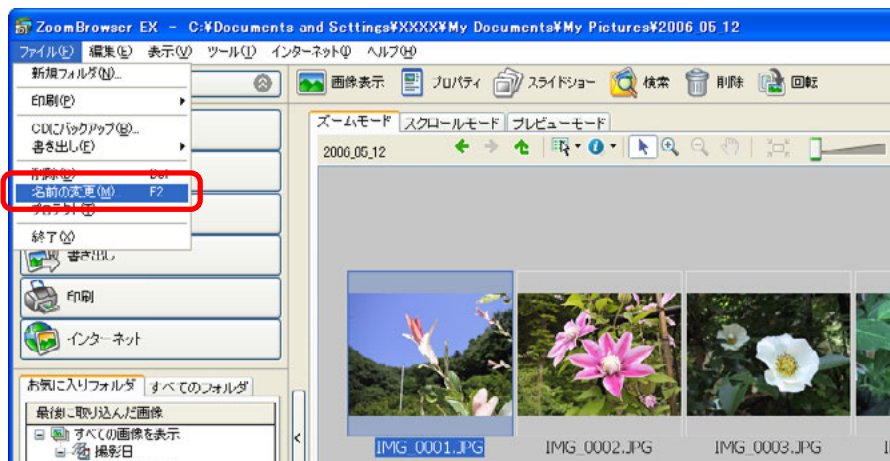 ZoomBrowser EX - C:¥Documents and Settings¥XXXX¥My Documents¥My Pictures¥2006_05_12
ファイル(F) 編集(E) 表示(V) ツール(T) インターネット(I) ヘルプ(H)
新規フォルダ(N)...
印刷(P)
CDにバックアップ(B)...
書き出し(E)
削除(D) Del
名前の変更(M)... F2
プロテクト(T)
終了(X)
画像表示 プロパティ スライドショー 検索 削除 回転
ズームモード スクロールモード プレビューモード
2006_05_12
書き出し
印刷
インターネット
お気に入りフォルダ すべてのフォルダ
最後に取り込んだ画像
すべての画像を表示
撮影日
IMG_0001.JPG IMG_0002.JPG IMG_0003.JPG